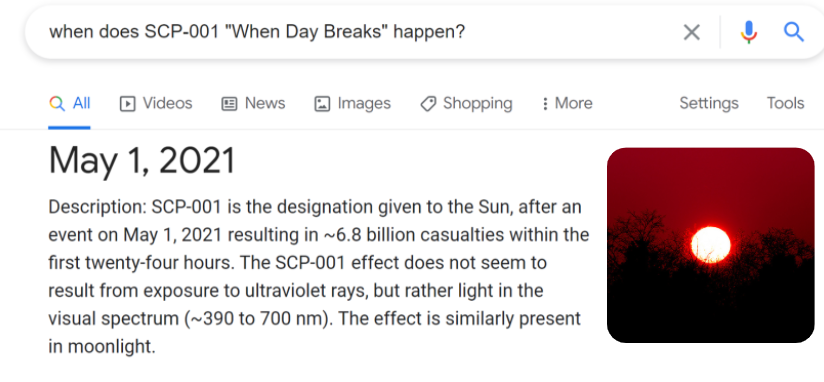 when does SCP-001 "When Day Breaks" happen?
All Videos News Images Shopping More Settings Tools
May 1, 2021
Description: SCP-001 is the designation given to the Sun, after an
event on May 1, 2021 resulting in ~6.8 billion casualties within the
first twenty-four hours. The SCP-001 effect does not seem to
result from exposure to ultraviolet rays, but rather light in the
visual spectrum (~390 to 700 nm). The effect is similarly present
in moonlight.